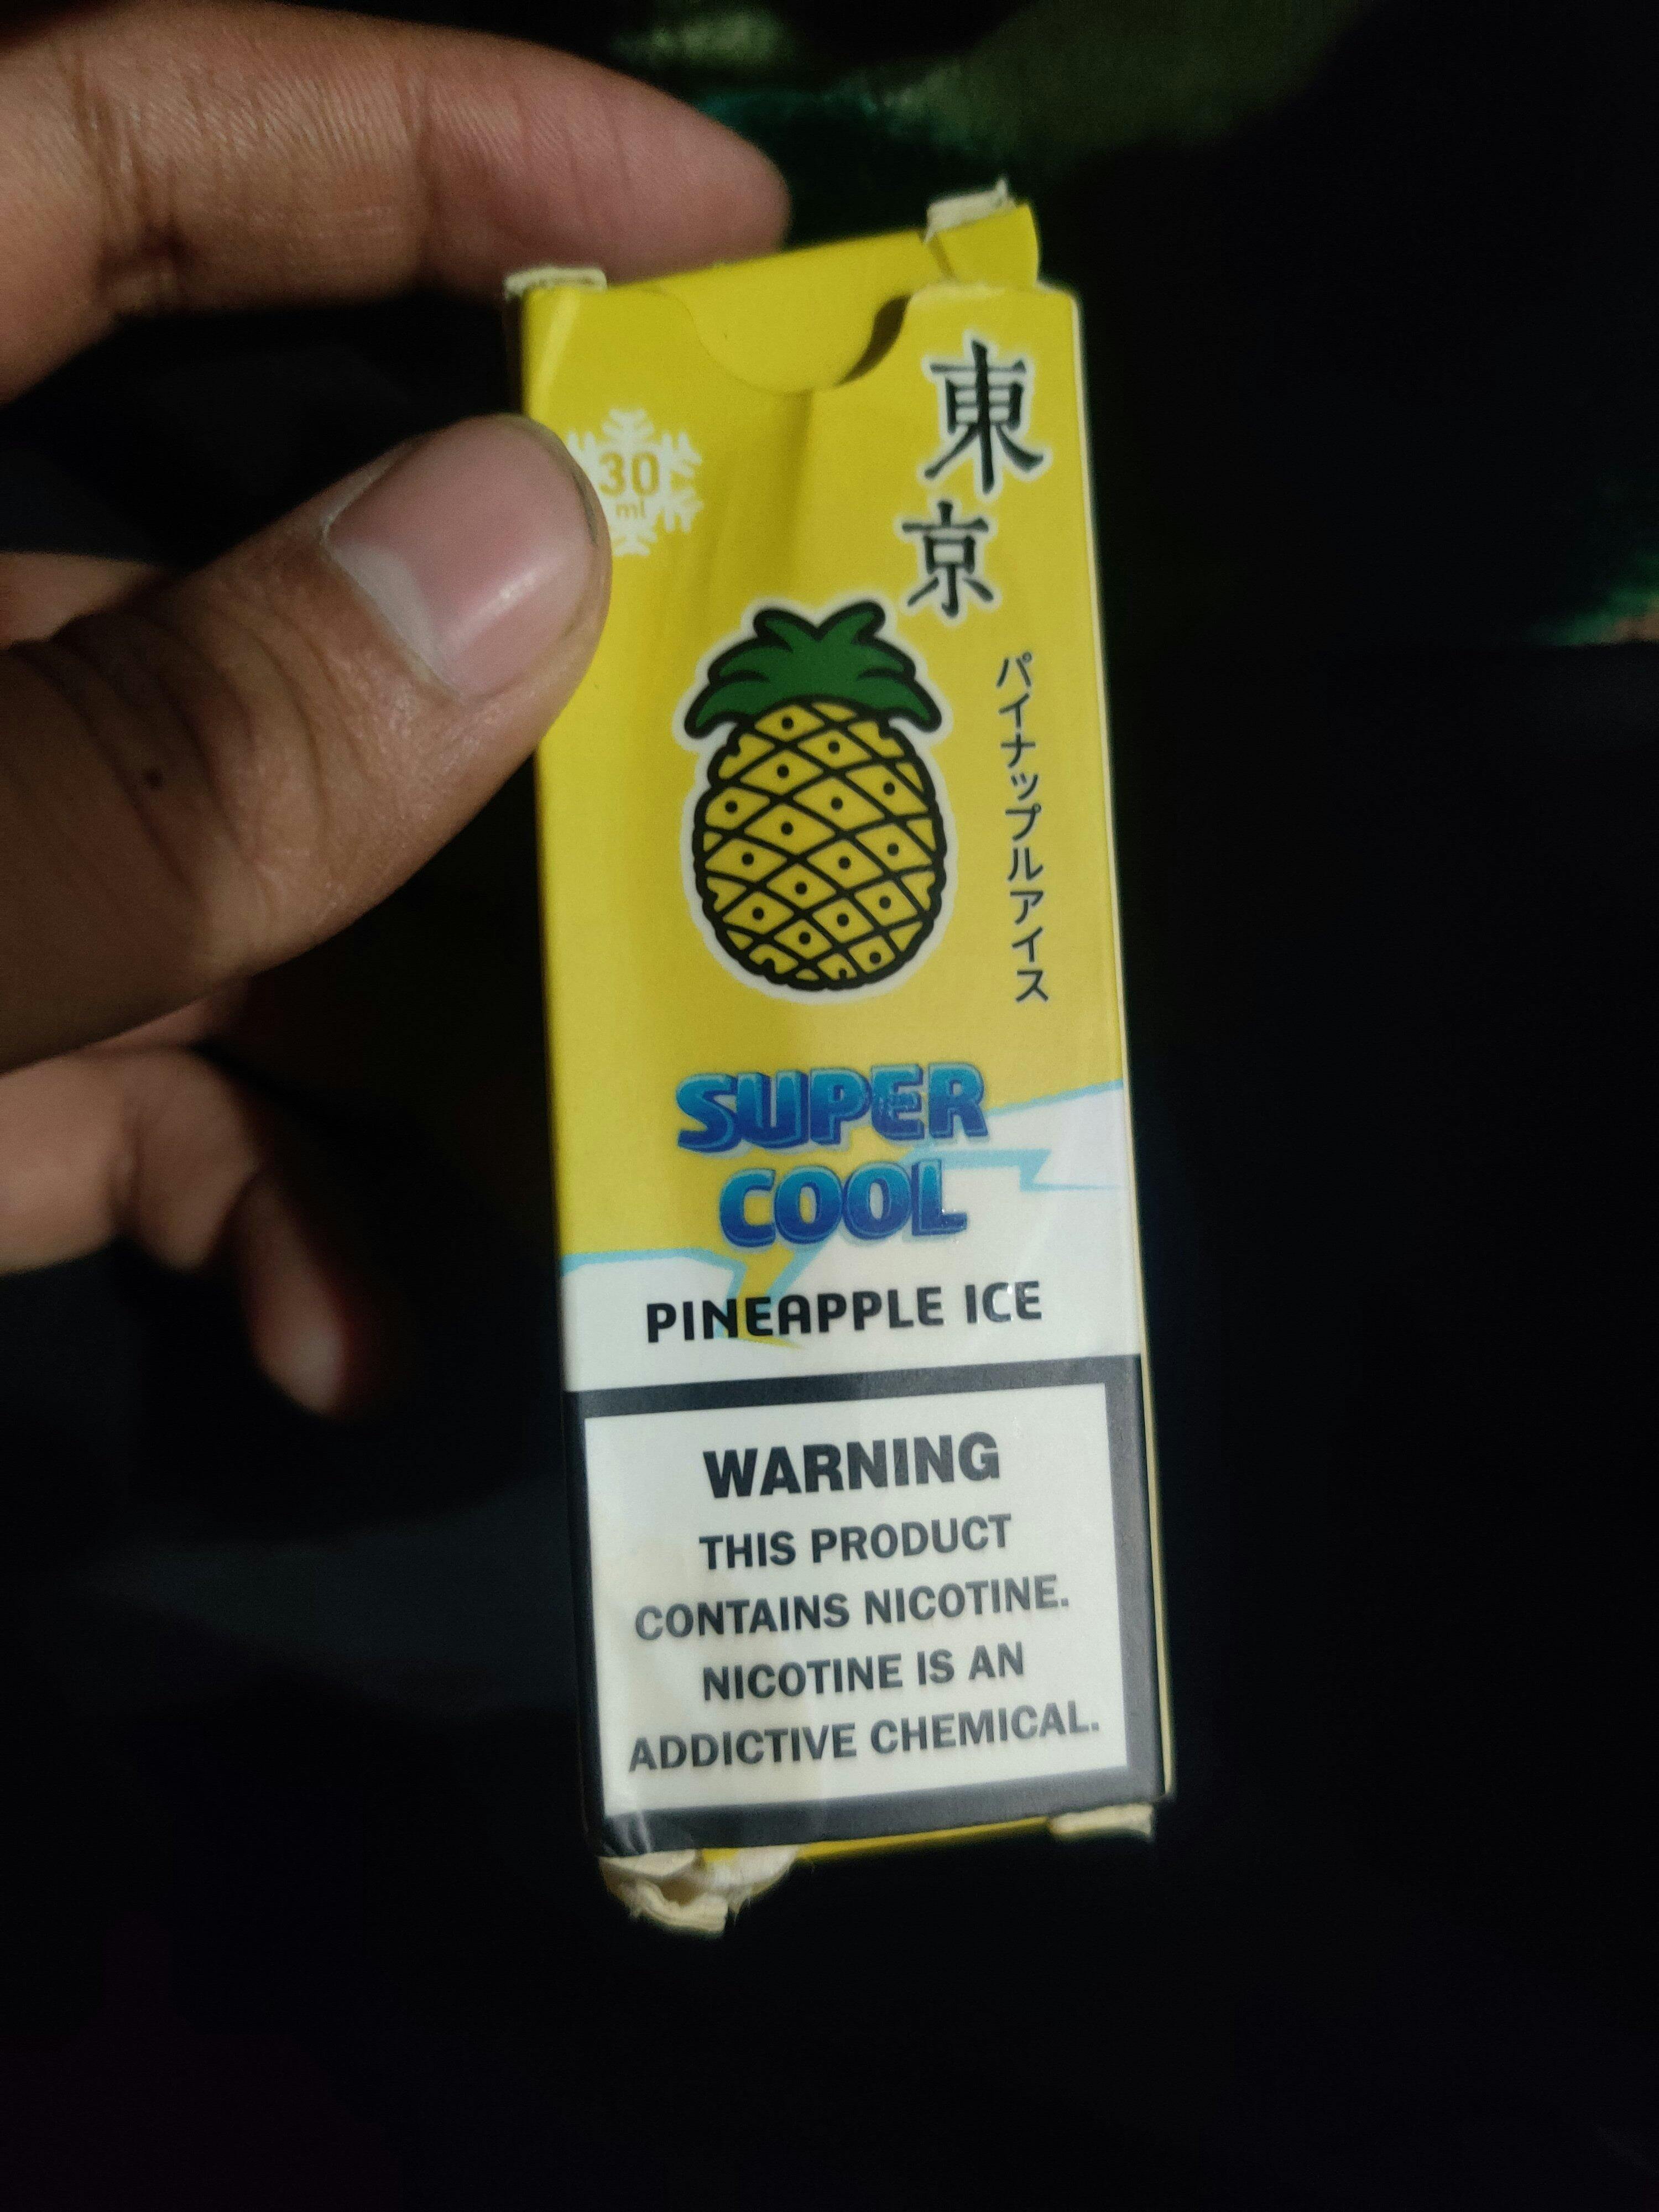 30
ml
東京
パイナップルアイス
SUPER
COOL
PINEAPPLE ICE
WARNING
THIS PRODUCT
CONTAINS NICOTINE.
NICOTINE IS AN
ADDICTIVE CHEMICAL.